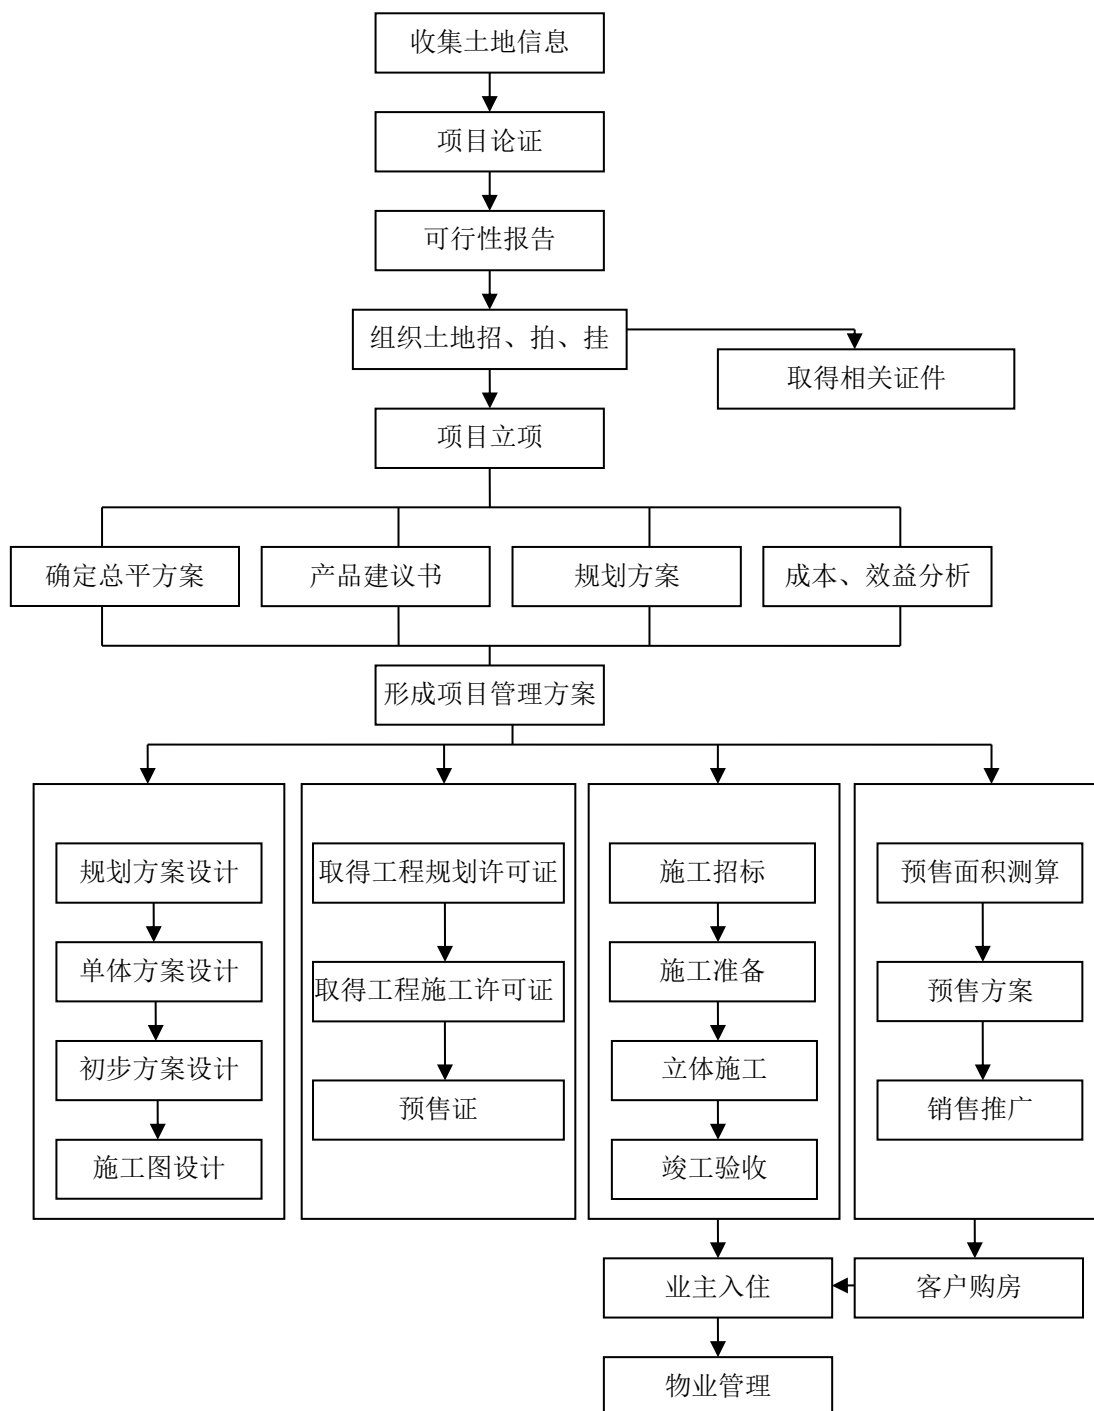 收集土地信息
项目论证
可行性报告
组织土地招、拍、挂
取得相关证件
项目立项
确定总平方案
产品建议书
规划方案
成本、效益分析
形成项目管理方案
规划方案设计
单体方案设计
初步方案设计
施工图设计
取得工程规划许可证
取得工程施工许可证
预售证
施工招标
施工准备
立体施工
竣工验收
预售面积测算
预售方案
销售推广
业主入住
客户购房
物业管理